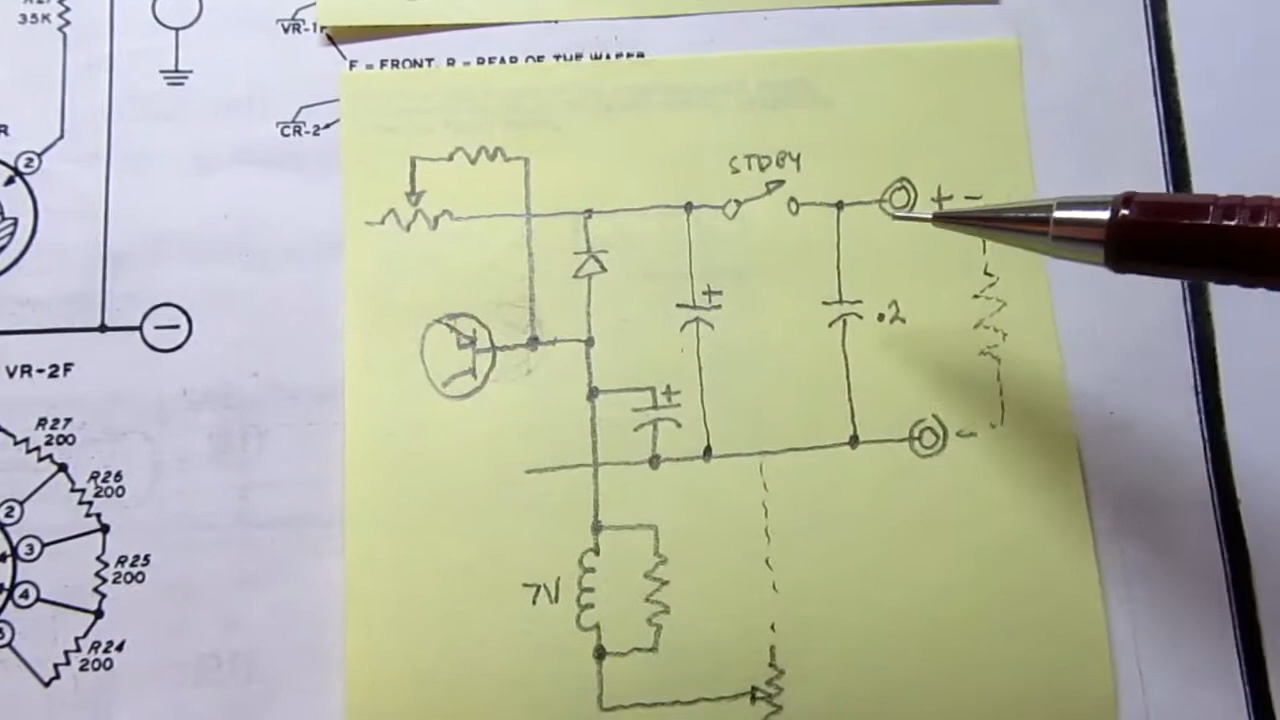 35K
VR-1F
F = FRONT, R = REAR OF THE WAFER
CR-2
R
2
STDBY
+ -
+
.2
-
VR-2F
+
R27
200
R26
200
2
3
R25
200
7V
4
R24
200